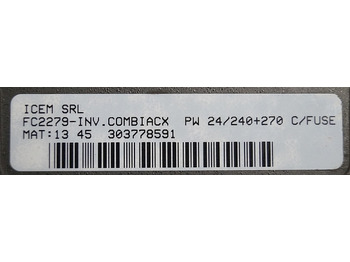 ICEM SRL
FC2279-INV.COMBIACX PW 24/240+270 C/FUSE
MAT:13 45 303778591